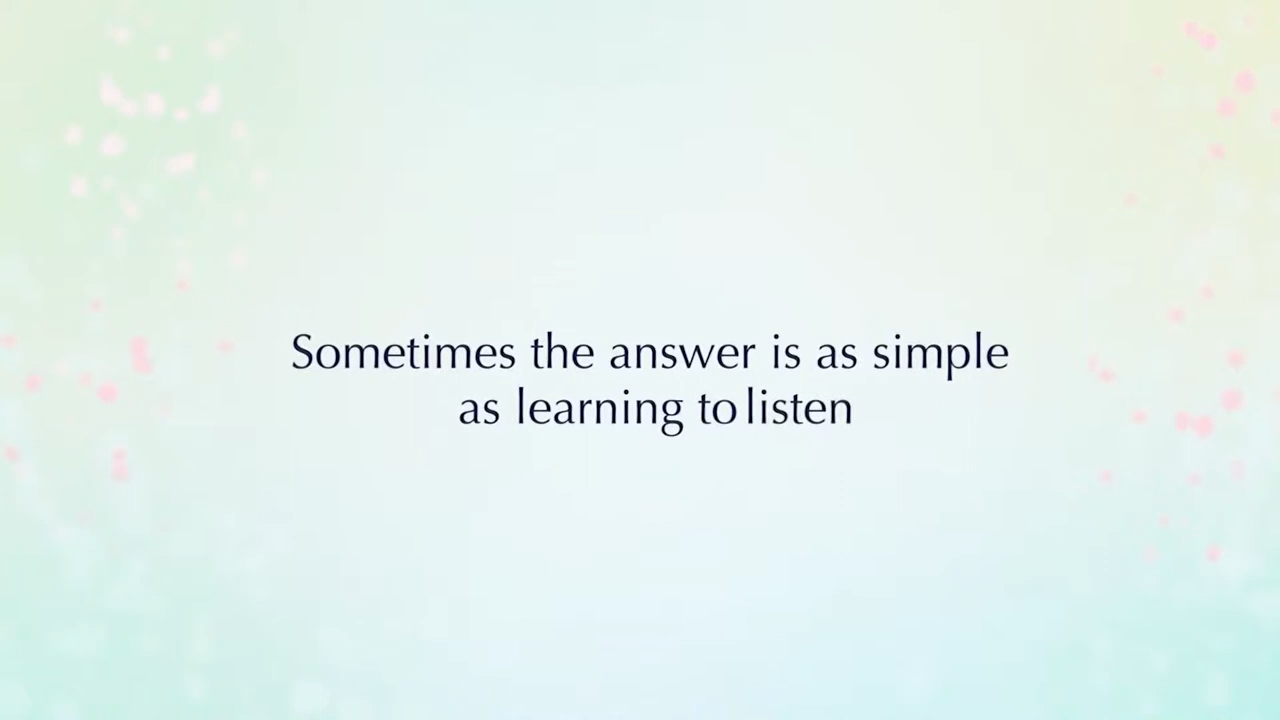 Sometimes the answer is as simple
as learning to listen